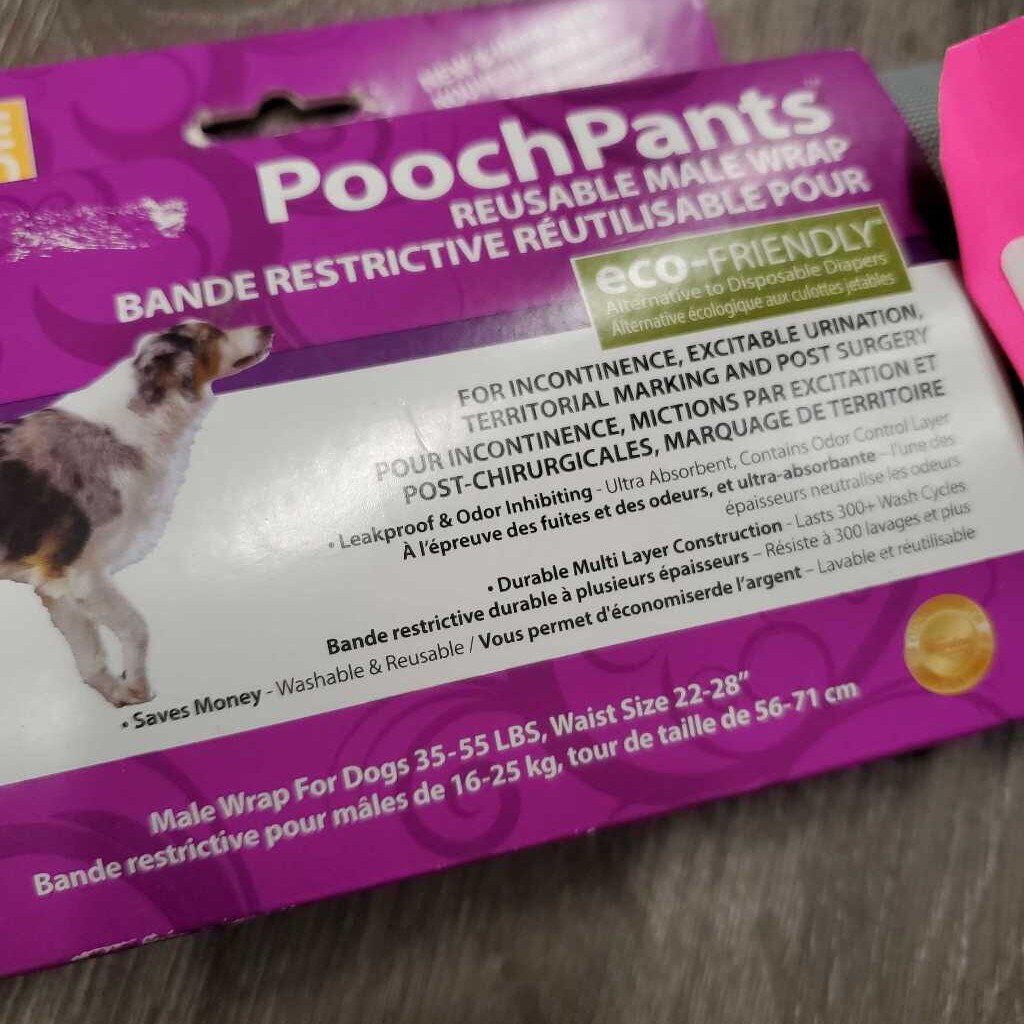 PoochPants™
REUSABLE MALE WRAP
BANDE RESTRICTIVE RÉUTILISABLE POUR
eco-FRIENDLY™
Alternative to Disposable Diapers
Alternative écologique aux culottes jetables
FOR INCONTINENCE, EXCITABLE URINATION,
TERRITORIAL MARKING AND POST SURGERY
POUR INCONTINENCE, MICTIONS PAR EXCITATION ET
POST-CHIRURGICALES, MARQUAGE DE TERRITOIRE
• Leakproof & Odor Inhibiting - Ultra Absorbent, Contains Odor Control Layer
À l'épreuve des fuites et des odeurs, et ultra-absorbante – l'une des
épaisseurs neutralise les odeurs
• Durable Multi Layer Construction - Lasts 300+ Wash Cycles
Bande restrictive durable à plusieurs épaisseurs – Résiste à 300 lavages et plus
• Saves Money - Washable & Reusable / Vous permet d'économiserde l'argent – Lavable et réutilisable
Male Wrap For Dogs 35-55 LBS, Waist Size 22-28"
Bande restrictive pour mâles de 16-25 kg, tour de taille de 56-71 cm